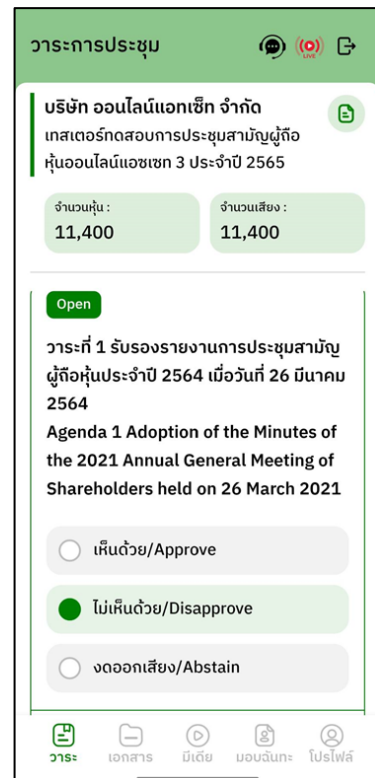 วาระการประชุม
LIVE
บริษัท ออนไลน์แอทเซ็ท จำกัด
เทสเตอร์ทดสอบการประชุมสามัญผู้ถือ
หุ้นออนไลน์แอซเซท 3 ประจำปี 2565
จำนวนหุ้น :
11,400
จำนวนเสียง :
11,400
Open
วาระที่ 1 รับรองรายงานการประชุมสามัญ
ผู้ถือหุ้นประจำปี 2564 เมื่อวันที่ 26 มีนาคม
2564
Agenda 1 Adoption of the Minutes of
the 2021 Annual General Meeting of
Shareholders held on 26 March 2021
เห็นด้วย/Approve
ไม่เห็นด้วย/Disapprove
งดออกเสียง/Abstain
วาระ
เอกสาร
มีเดีย
มอบฉันทะ
โปรไฟล์